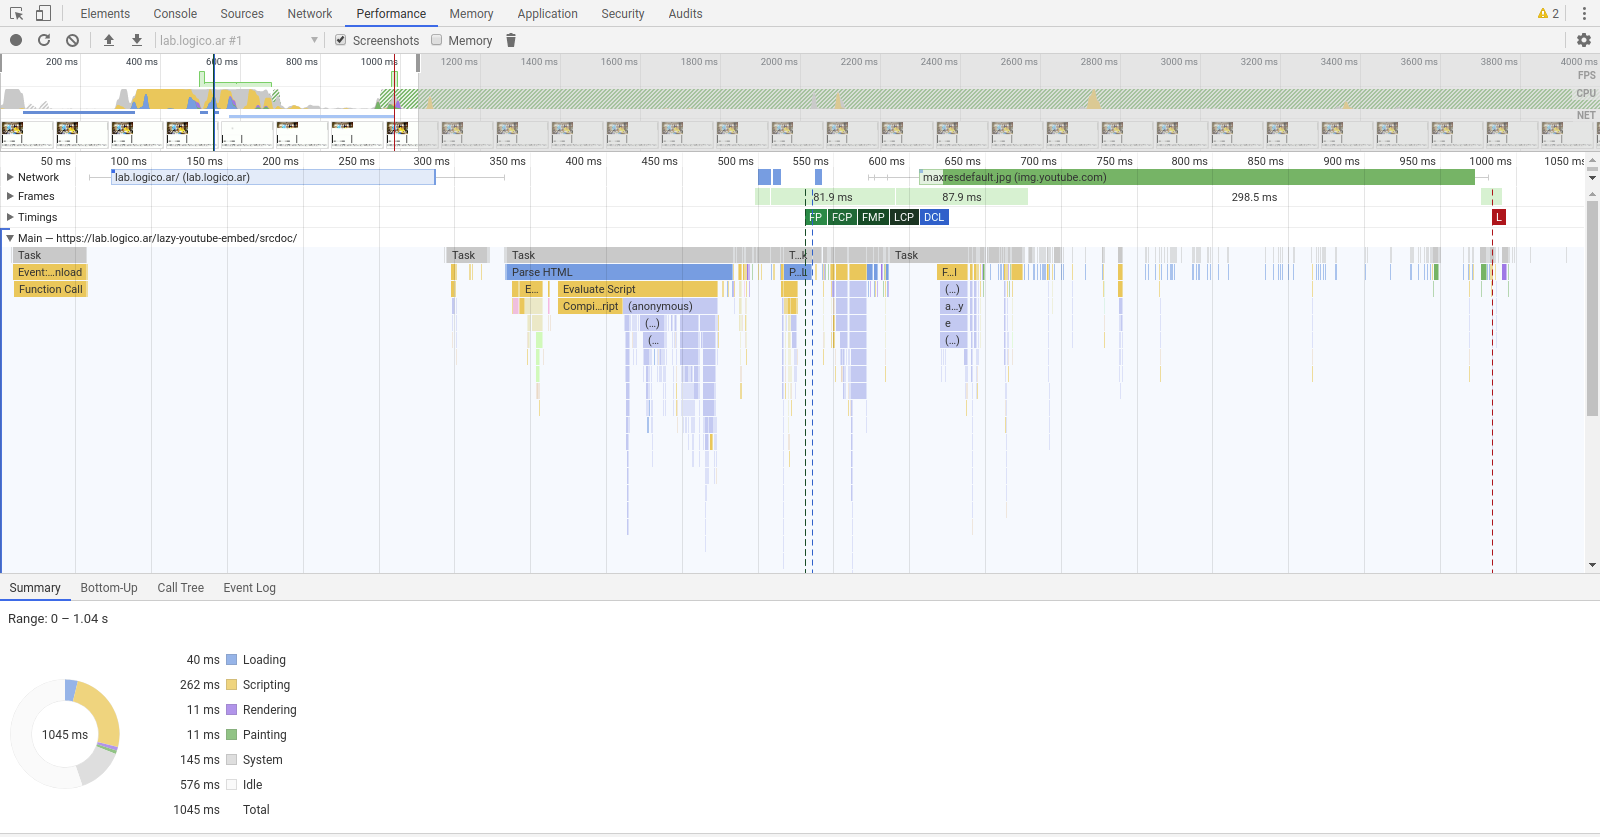 Elements Console Sources Network Performance Memory Application Security Audits 2
lab.logico.ar #1 Screenshots Memory
200 ms 400 ms 600 ms 800 ms 1000 ms 1200 ms 1400 ms 1600 ms 1800 ms 2000 ms 2200 ms 2400 ms 2600 ms 2800 ms 3000 ms 3200 ms 3400 ms 3600 ms 3800 ms 4000 ms
FPS
CPU
NET
50 ms 100 ms 150 ms 200 ms 250 ms 300 ms 350 ms 400 ms 450 ms 500 ms 550 ms 600 ms 650 ms 700 ms 750 ms 800 ms 850 ms 900 ms 950 ms 1000 ms 1050 ms
Network lab.logico.ar/ (lab.logico.ar) maxresdefault.jpg (img.youtube.com)
Frames 81.9 ms 87.9 ms 298.5 ms
Timings FP FCP FMP LCP DCL L
Main — https://lab.logico.ar/lazy-youtube-embed/srcdoc/
Task Task Task T...k Task
Event:...nload Parse HTML P...L F...l
Function Call E... Evaluate Script (...)
Compi...ript (anonymous) a...y
(...) e
(... (...)
Summary Bottom-Up Call Tree Event Log
Range: 0 – 1.04 s
40 ms Loading
262 ms Scripting
11 ms Rendering
1045 ms
11 ms Painting
145 ms System
576 ms Idle
1045 ms Total